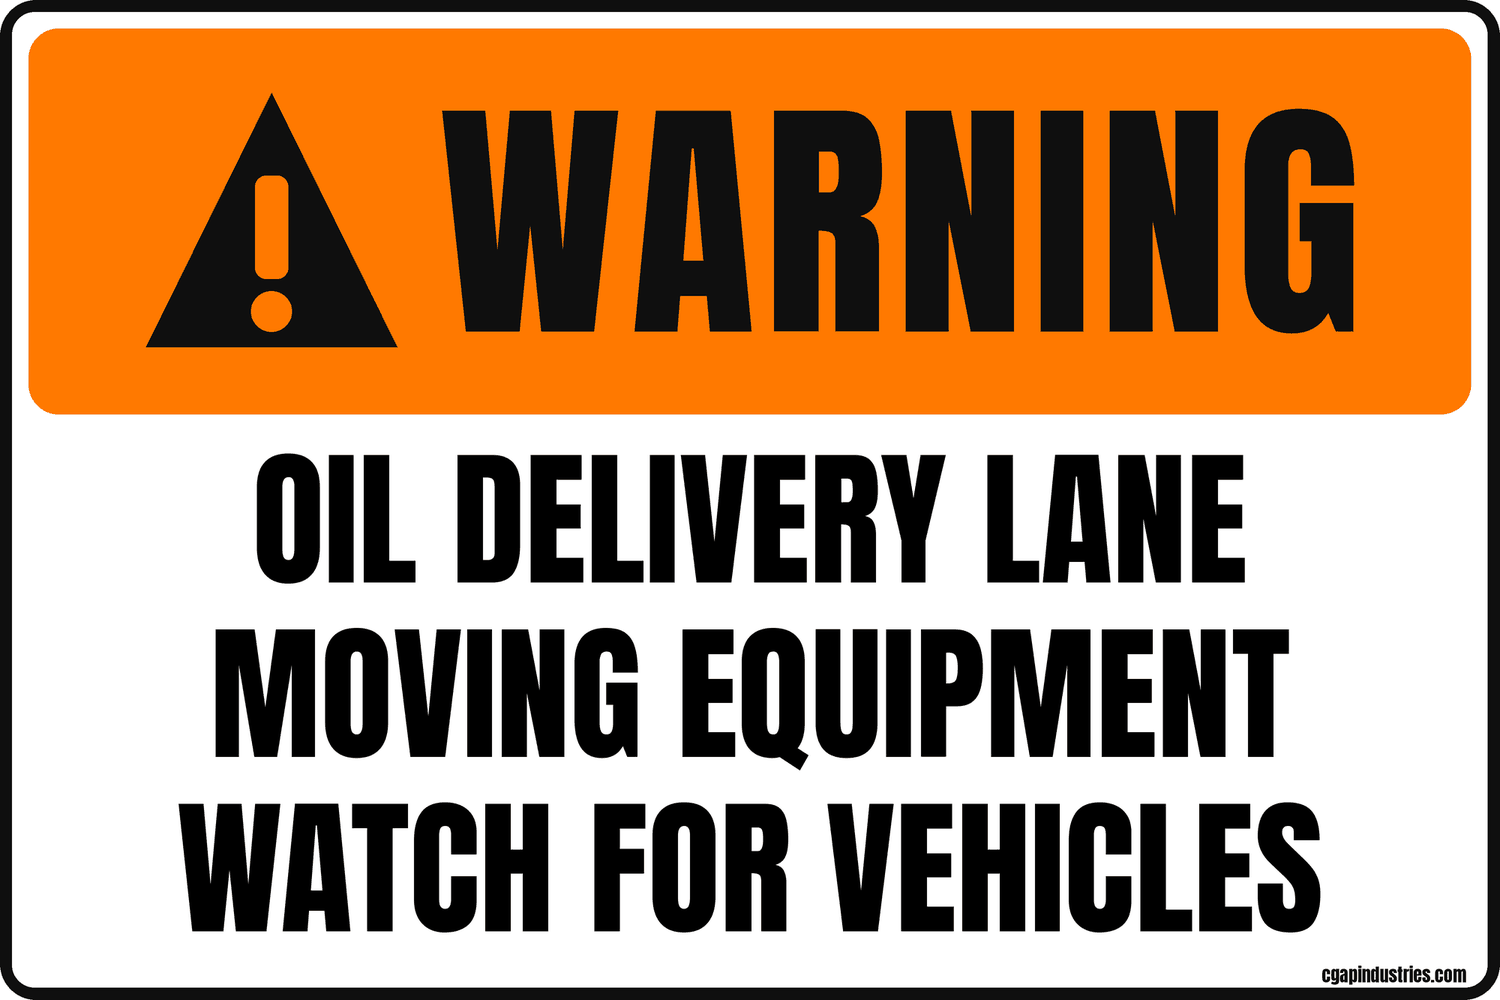 WARNING
OIL DELIVERY LANE
MOVING EQUIPMENT
WATCH FOR VEHICLES
cgapindustries.com